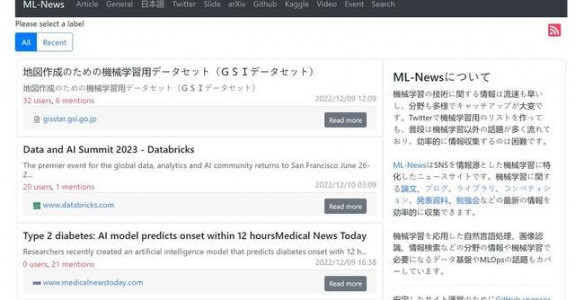 ML-News Article General 日本語 Twitter Slide arXiv Github Kaggle Video Event Search
Please select a label
All Recent
地図作成のための機械学習用データセット（ＧＳＩデータセット）
地図作成のための機械学習用データセット（ＧＳＩデータセット）
32 users, 6 mentions 2022/12/09 12:09
gisstar.gsi.go.jp Read more
Data and AI Summit 2023 - Databricks
The premier event for the global data, analytics and AI community returns to San Francisco June 26-
2...
20 users, 1 mentions 2022/12/10 03:09
www.databricks.com Read more
Type 2 diabetes: AI model predicts onset within 12 hoursMedical News Today
Researchers recently created an artificial intelligence model that predicts diabetes onset with 12 h...
0 users, 21 mentions 2022/12/09 16:38
www.medicalnewstoday.com Read more
ML-Newsについて
機械学習の技術に関する情報は流速も早い
し、分野も多様でキャッチアップが大変で
す。Twitterで機械学習用のリストを作って
も、普段は機械学習以外の話題が多く流れて
おり、効率的に情報収集するのは困難です。
ML-NewsはSNSを情報源とした機械学習に特
化したニュースサイトです。機械学習に関す
る論文、ブログ、ライブラリ、コンペティシ
ョン、発表資料、勉強会などの最新の情報を
効率的に収集できます。
機械学習を応用した自然言語処理、画像認
識、情報検索などの分野の情報や機械学習で
必要になるデータ基盤やMLOpsの話題もカバ
ーしています。